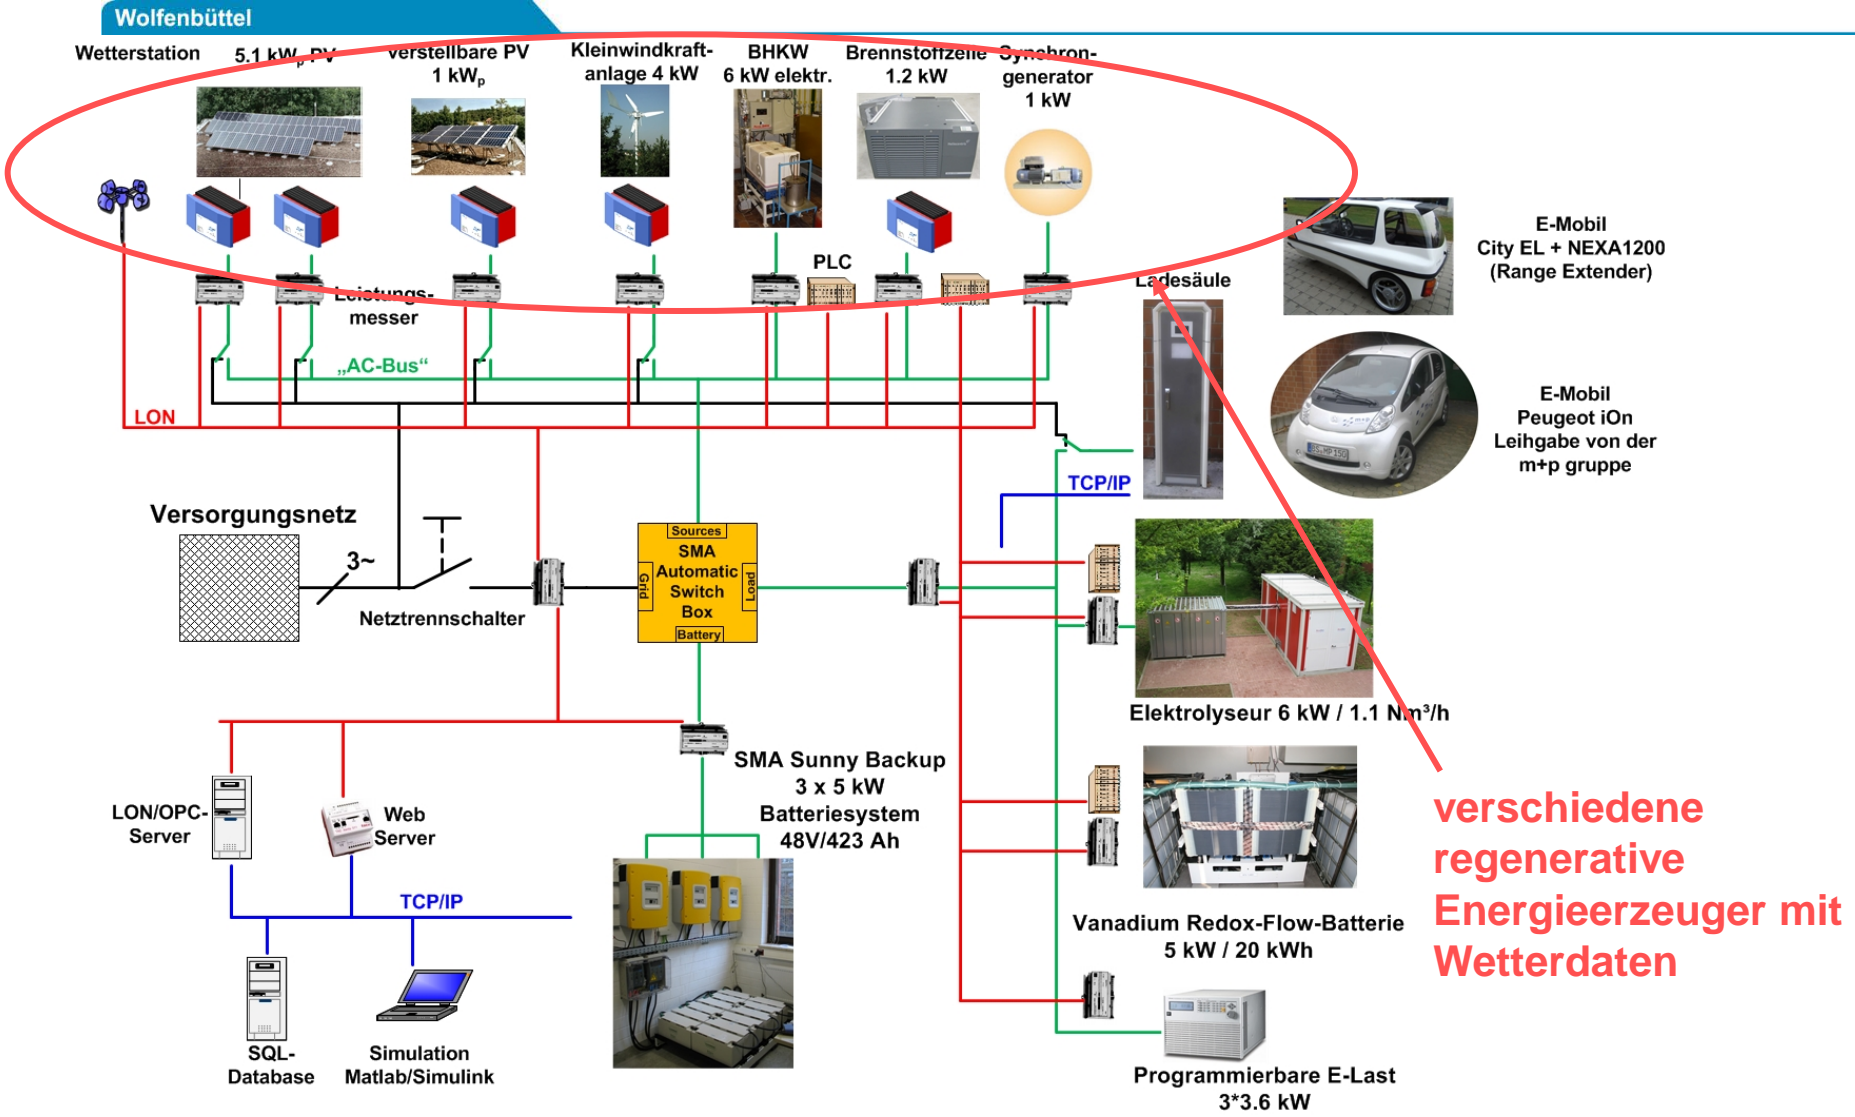 Wolfenbüttel
Wetterstation
5.1 kWp PV
verstellbare PV
1 kWp
Kleinwindkraft-
anlage 4 kW
BHKW
6 kW elektr.
Brennstoffzelle
1.2 kW
Synchron-
generator
1 kW
PLC
Leistungs-
messer
Ladesäule
E-Mobil
City EL + NEXA1200
(Range Extender)
„AC-Bus“
LON
E-Mobil
Peugeot iOn
Leihgabe von der
m+p gruppe
TCP/IP
Versorgungsnetz
3~
Netztrennschalter
Sources
SMA
Automatic
Switch
Box
Grid
Load
Battery
Elektrolyseur 6 kW / 1.1 Nm³/h
SMA Sunny Backup
3 x 5 kW
Batteriesystem
48V/423 Ah
LON/OPC-
Server
Web
Server
TCP/IP
verschiedene
regenerative
Energieerzeuger mit
Wetterdaten
Vanadium Redox-Flow-Batterie
5 kW / 20 kWh
SQL-
Database
Simulation
Matlab/Simulink
Programmierbare E-Last
3*3.6 kW